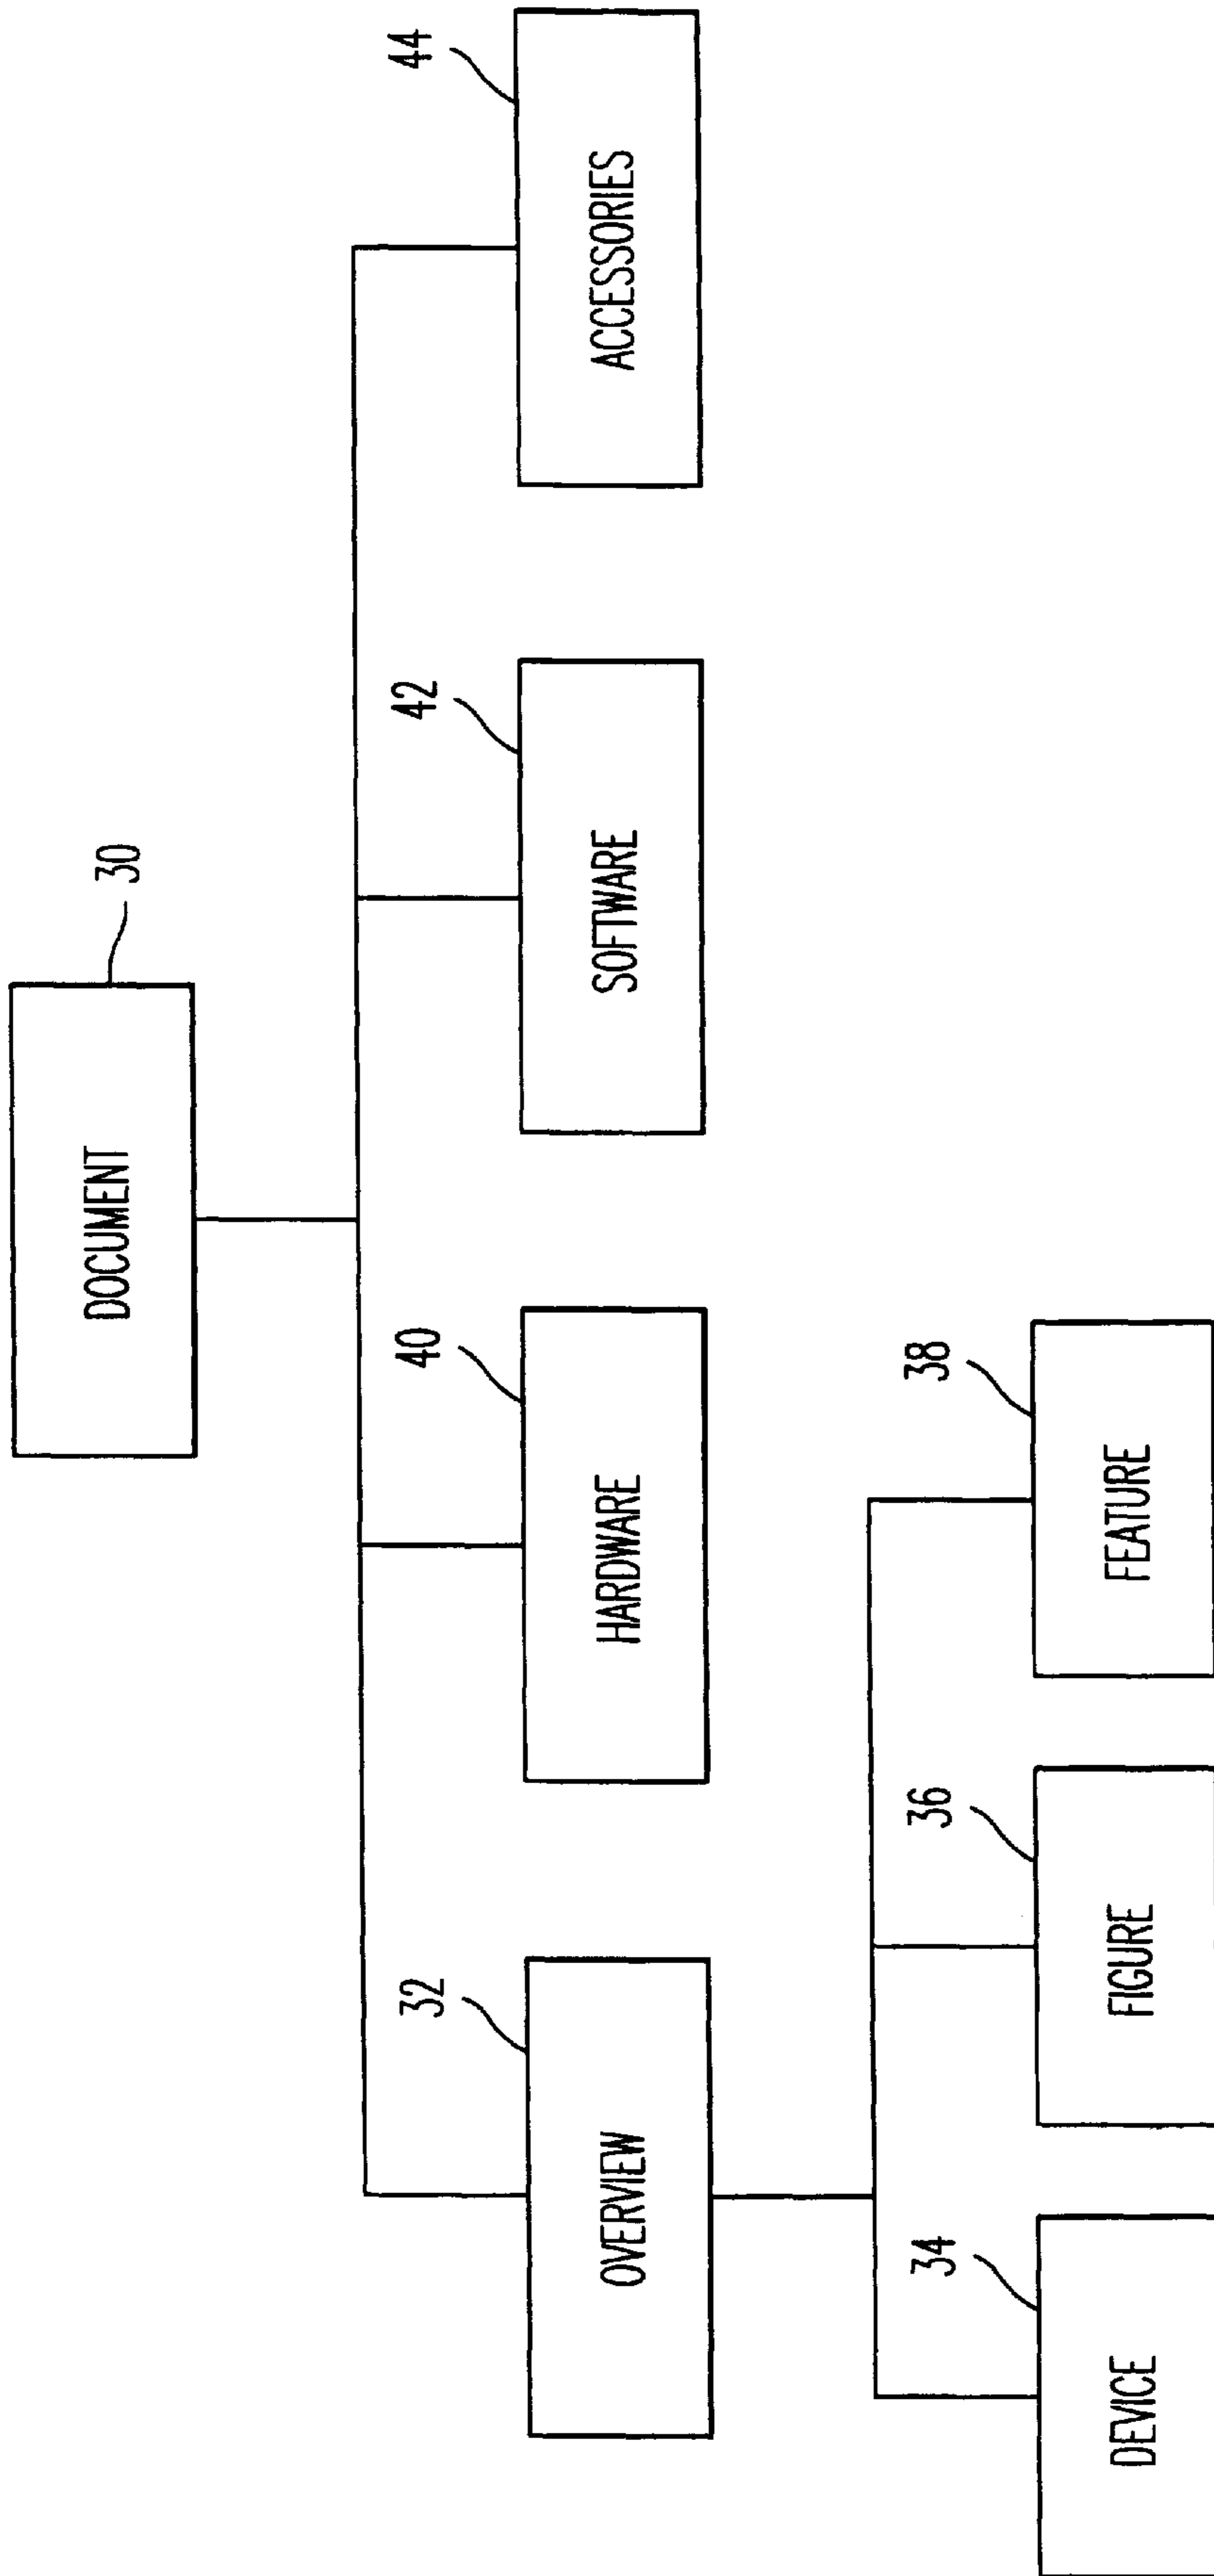 DOCUMENT
30
OVERVIEW
32
HARDWARE
40
SOFTWARE
42
ACCESSORIES
44
DEVICE
34
FIGURE
36
FEATURE
38